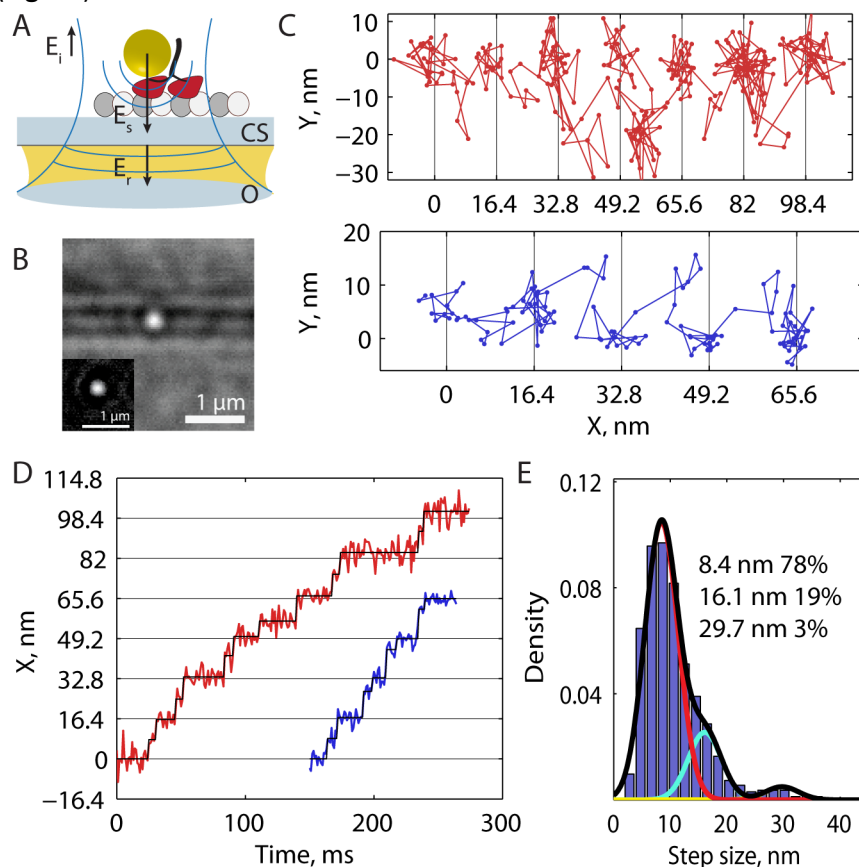 A
E_i
E_s
CS
E_r
O
B
1 µm
1 µm
C
Y, nm
10
0
−10
−20
−30
0 16.4 32.8 49.2 65.6 82 98.4
Y, nm
20
10
0
0 16.4 32.8 49.2 65.6
X, nm
D
X, nm
114.8
98.4
82
65.6
49.2
32.8
16.4
0
−16.4
0 100 200 300
Time, ms
E
Density
0.12
0.08
0.04
8.4 nm 78%
16.1 nm 19%
29.7 nm 3%
0 10 20 30 40
Step size, nm